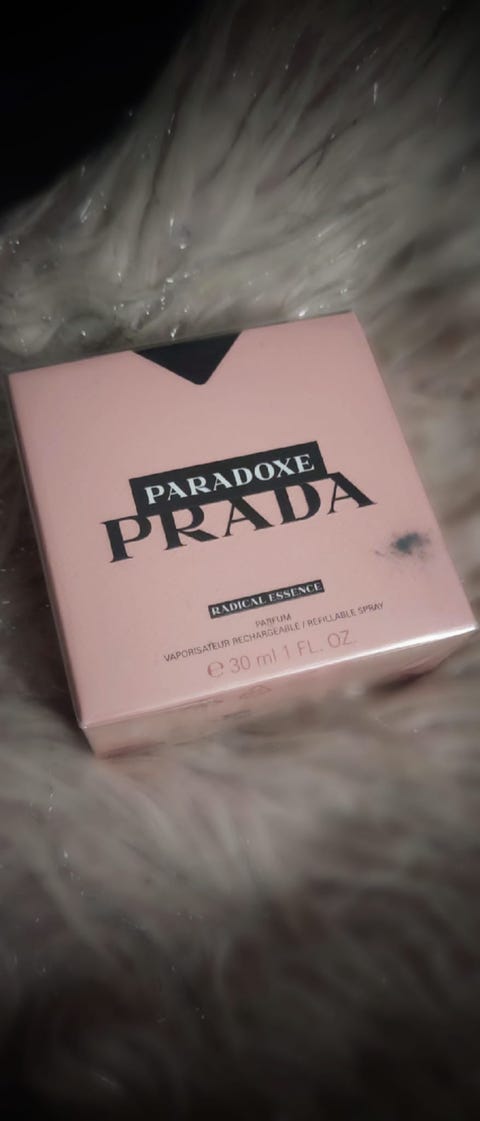 PARADOXE
PRADA
RADICAL ESSENCE
PARFUM
VAPORISATEUR RECHARGEABLE / REFILLABLE SPRAY
℮ 30 ml 1 FL. OZ.